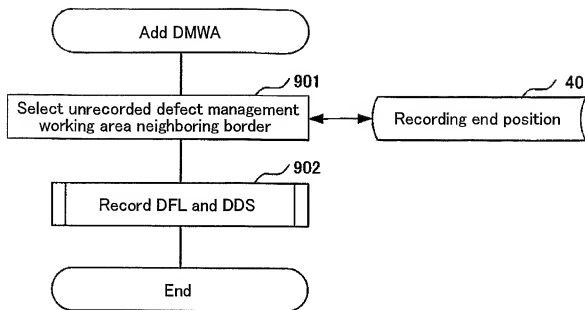 Add DMWA
901
Select unrecorded defect management
working area neighboring border
40
Recording end position
902
Record DFL and DDS
End